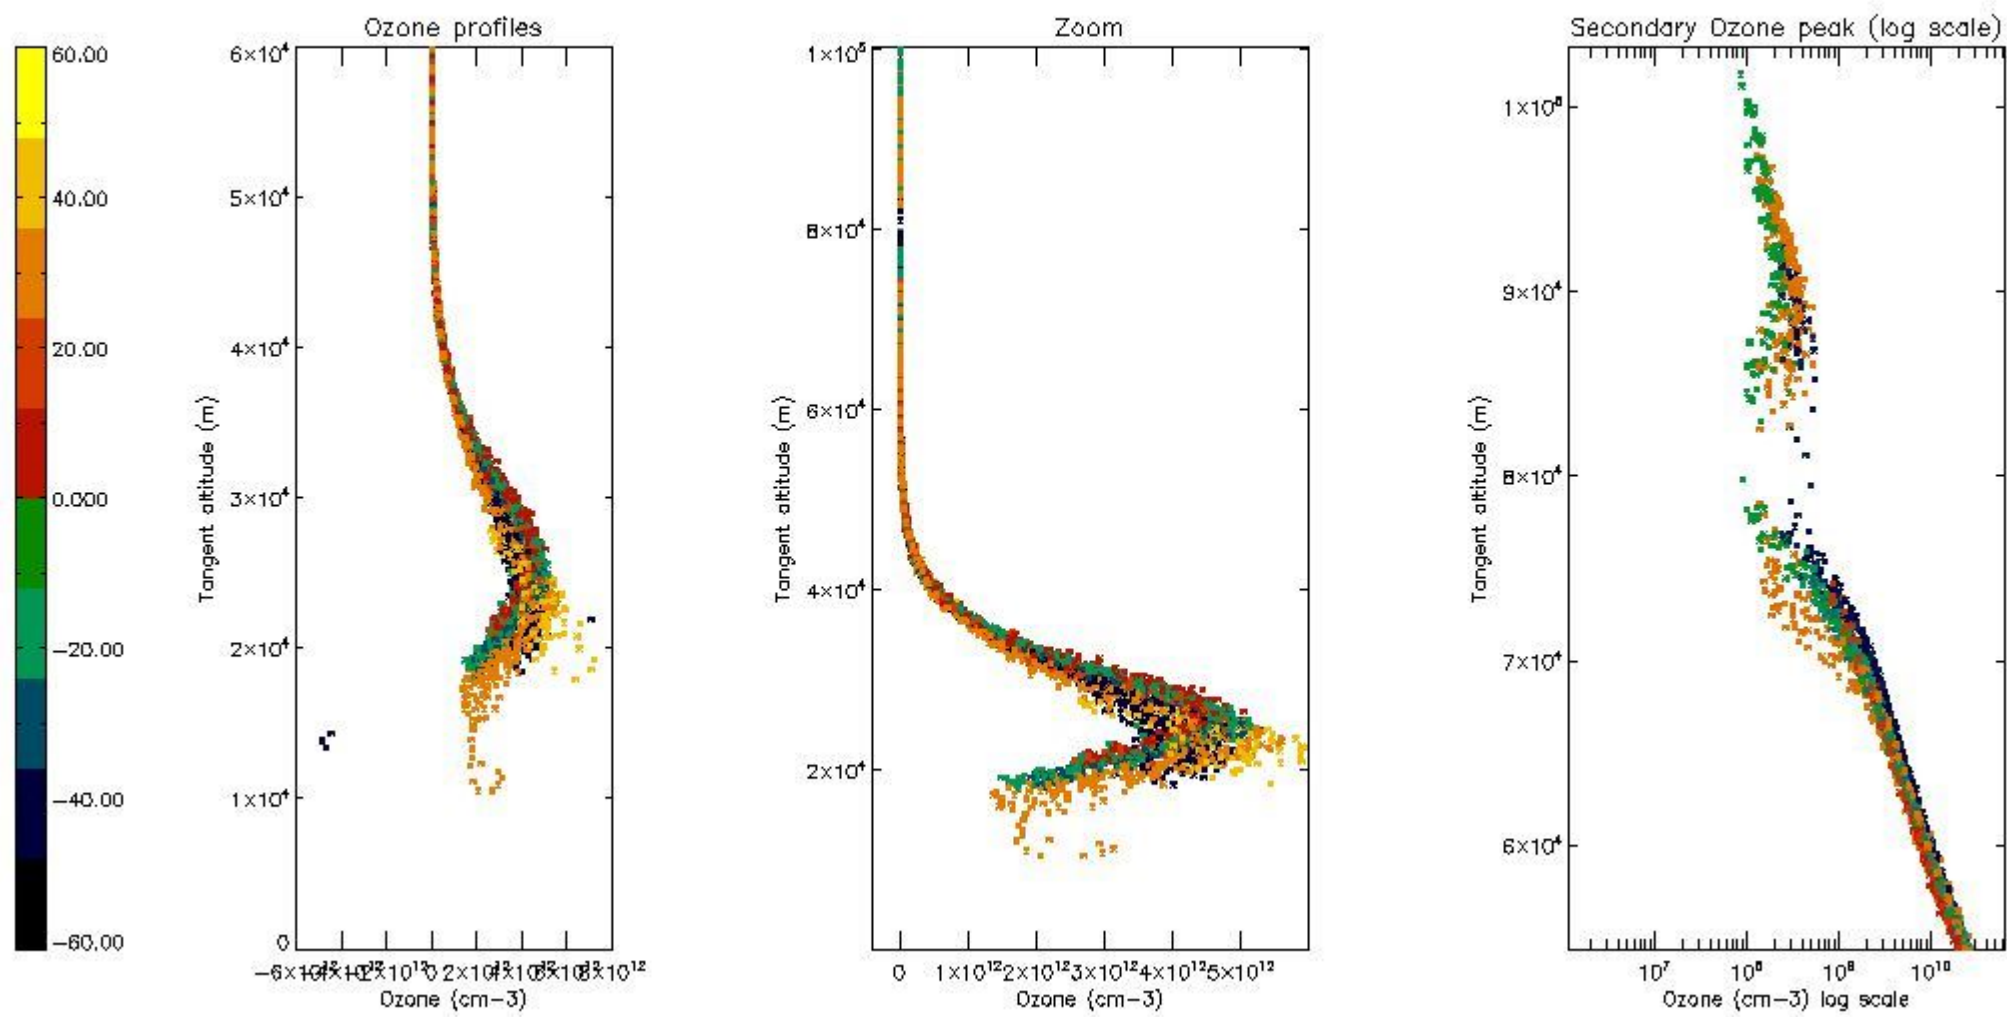 Ozone profiles
Zoom
Secondary Ozone peak (log scale)
60.00
40.00
20.00
0.000
−20.00
−40.00
−60.00
6×10⁴
5×10⁴
4×10⁴
3×10⁴
2×10⁴
1×10⁴
0
Tangent altitude (m)
0
8×10¹²
Ozone (cm−3)
1×10⁵
8×10⁴
6×10⁴
4×10⁴
2×10⁴
Tangent altitude (m)
0 1×10¹² 2×10¹² 3×10¹² 4×10¹² 5×10¹²
Ozone (cm−3)
9×10⁴
8×10⁴
7×10⁴
6×10⁴
Tangent altitude (m)
10⁷ 10⁸ 10⁹ 10¹⁰
Ozone (cm−3) log scale